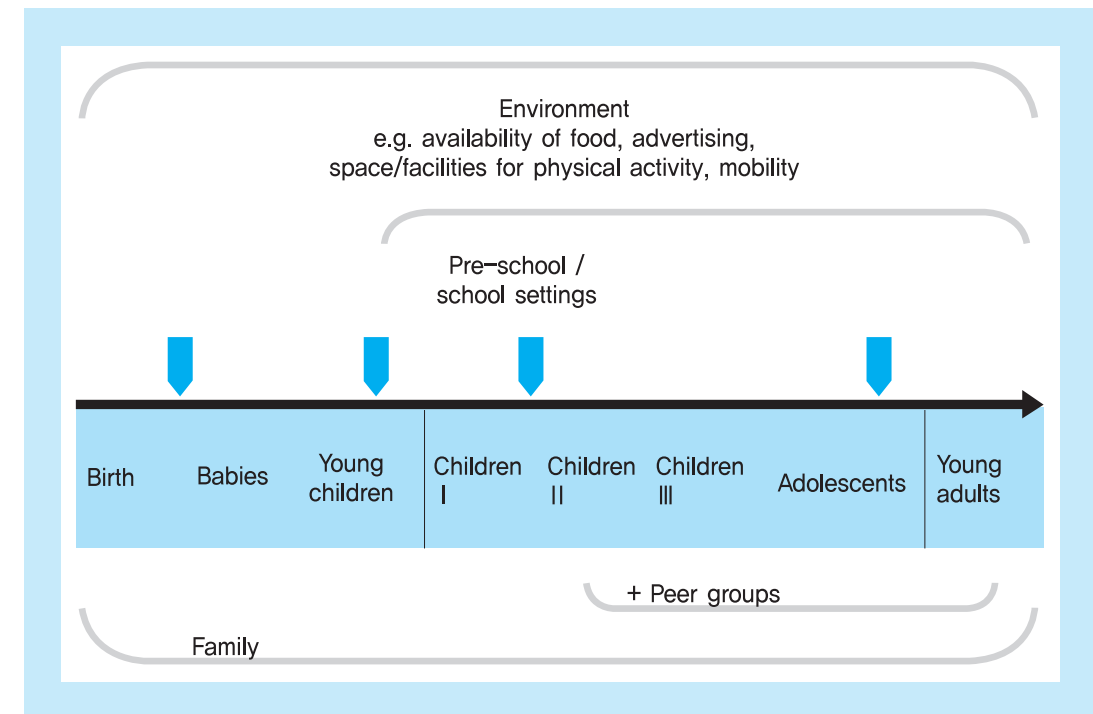 Environment
e.g. availability of food, advertising,
space/facilities for physical activity, mobility
Pre-school /
school settings
Birth
Babies
Young
children
Children
I
Children
II
Children
III
Adolescents
Young
adults
+ Peer groups
Family